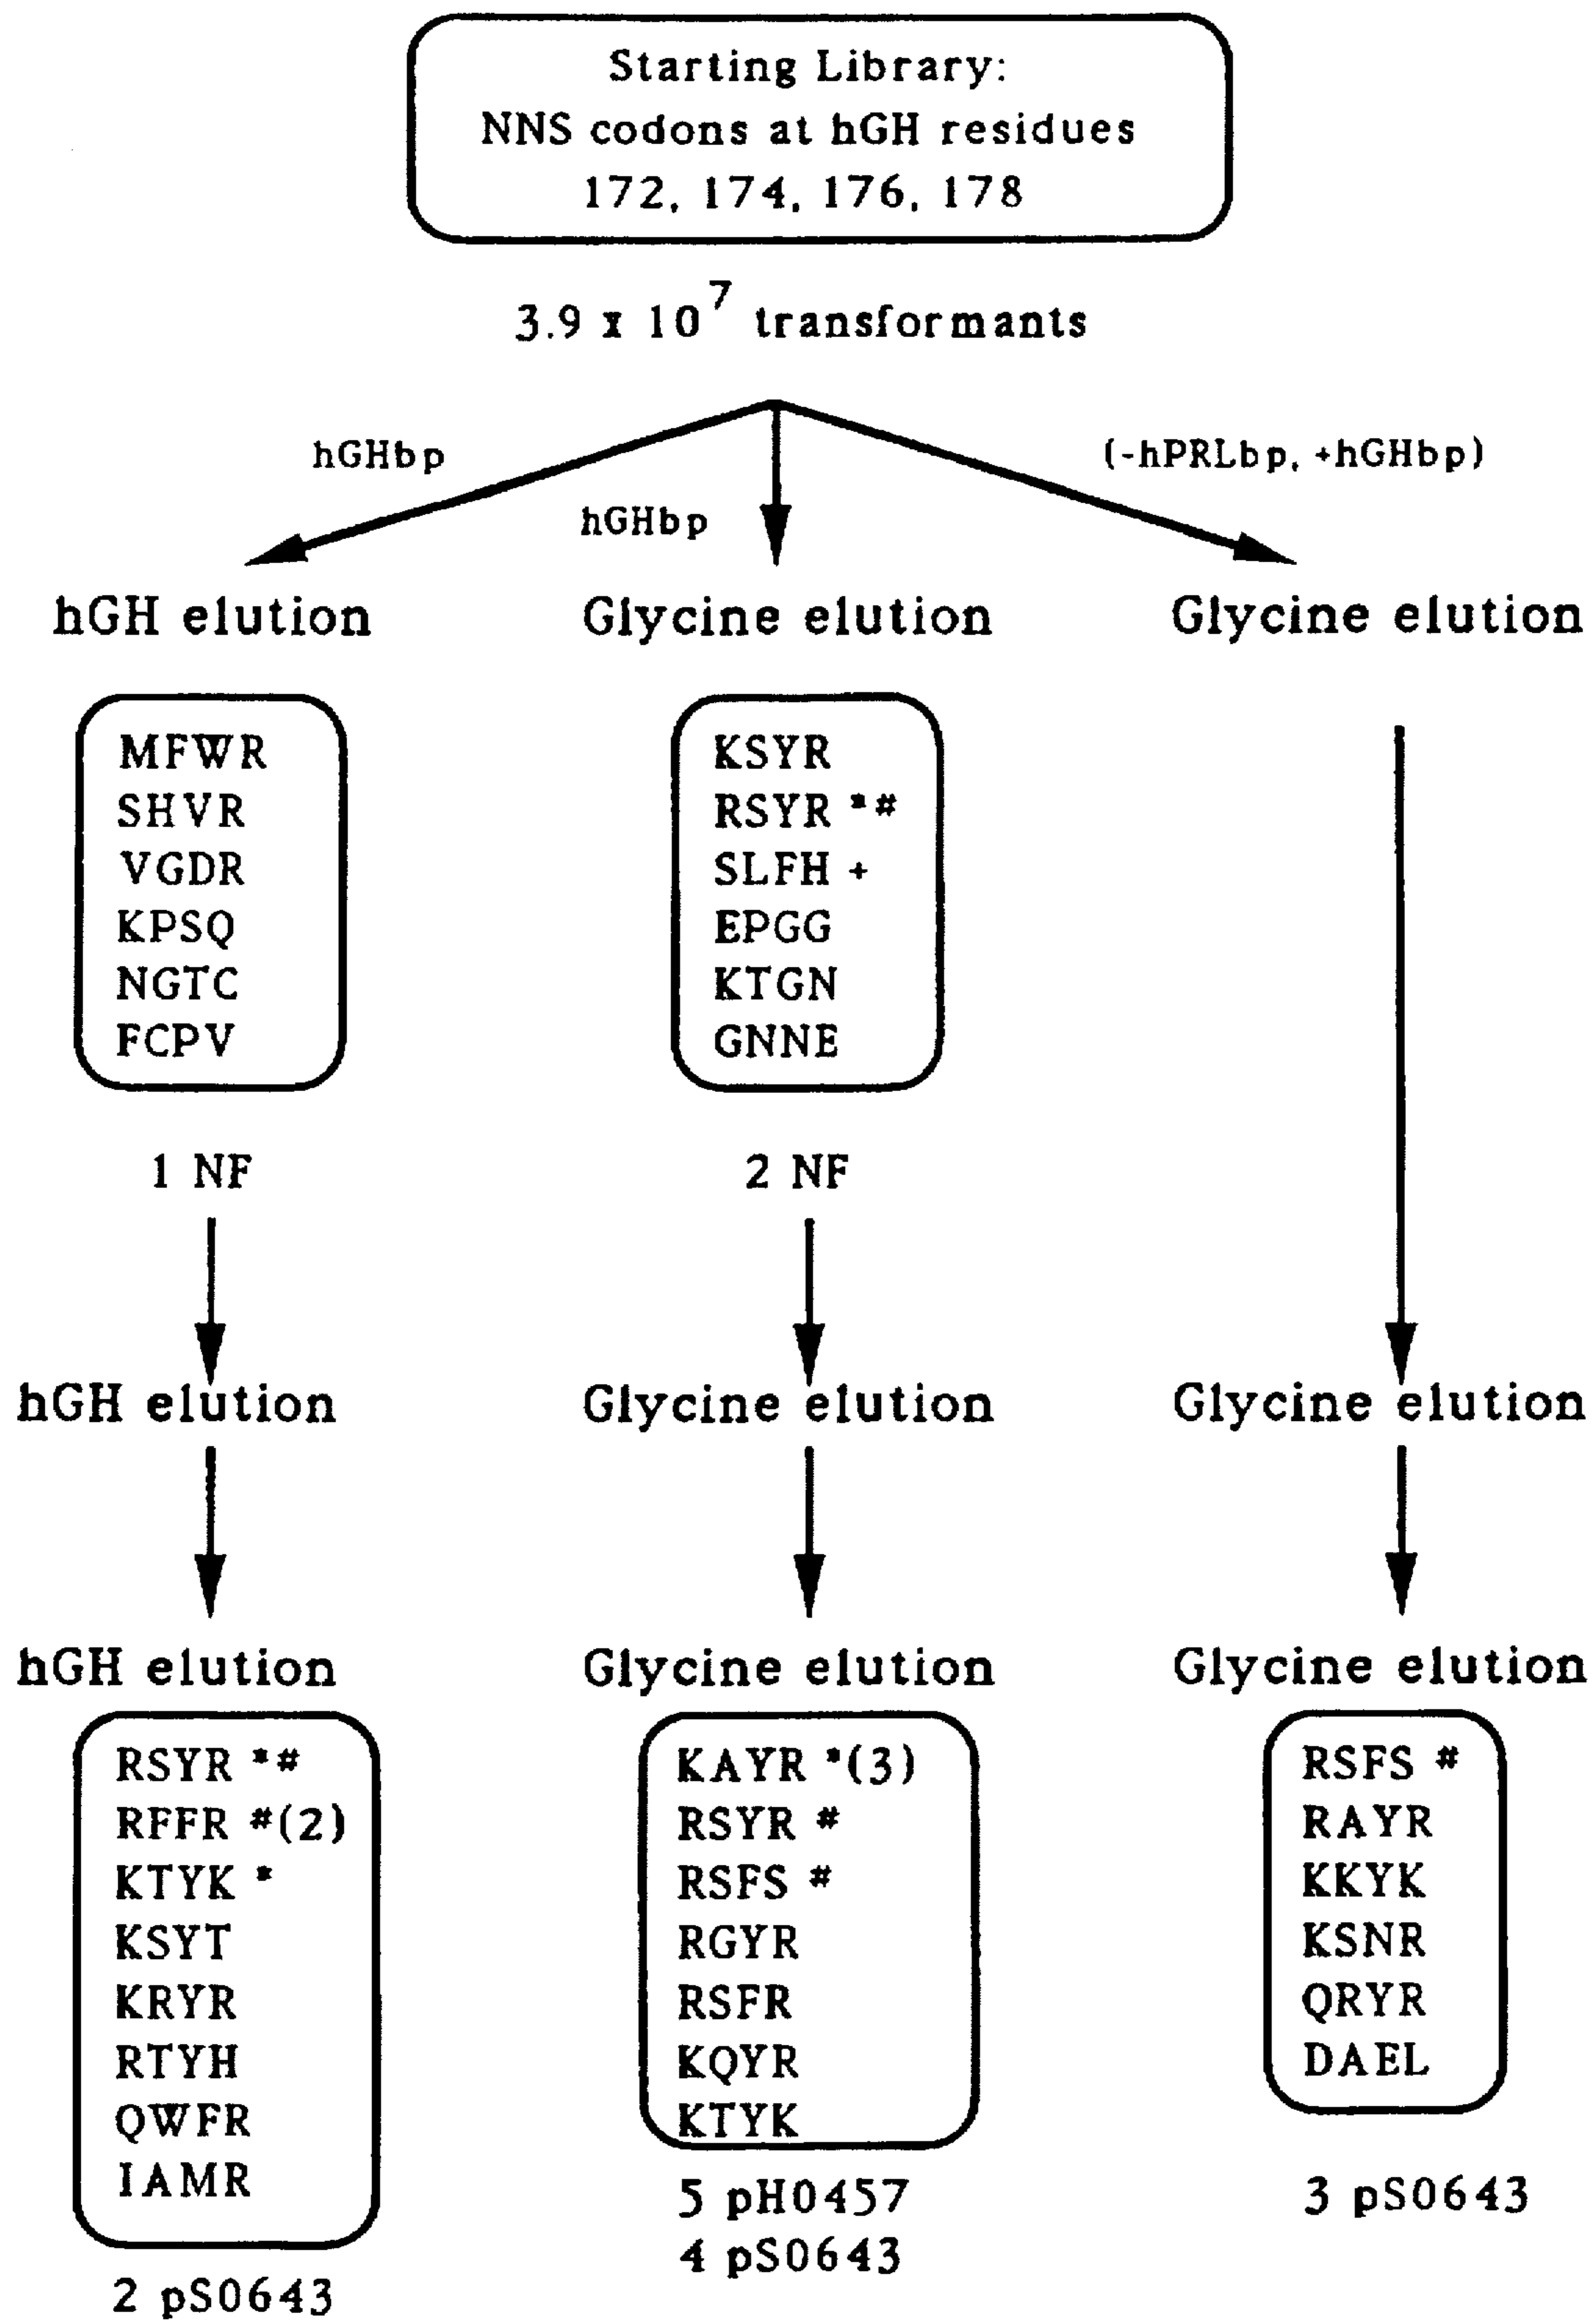 Starting Library:
NNS codons at hGH residues
172, 174, 176, 178
3.9 x 10^7 transformants
hGHbp
hGHbp
(-hPRLbp, +hGHbp)
hGH elution
Glycine elution
Glycine elution
MFWR
SHVR
VGDR
KPSQ
NGTC
FCPV
1 NF
KSYR
RSYR *#
SLFH +
EPGG
KTGN
GNNE
2 NF
hGH elution
Glycine elution
Glycine elution
hGH elution
Glycine elution
Glycine elution
RSYR *#
RFFR #(2)
KTYK *
KSYT
KRYR
RTYH
QWFR
IAMR
2 pS0643
KAYR *(3)
RSYR #
RSFS #
RGYR
RSFR
KQYR
KTYK
5 pH0457
4 pS0643
RSFS #
RAYR
KKYK
KSNR
QRYR
DAEL
3 pS0643